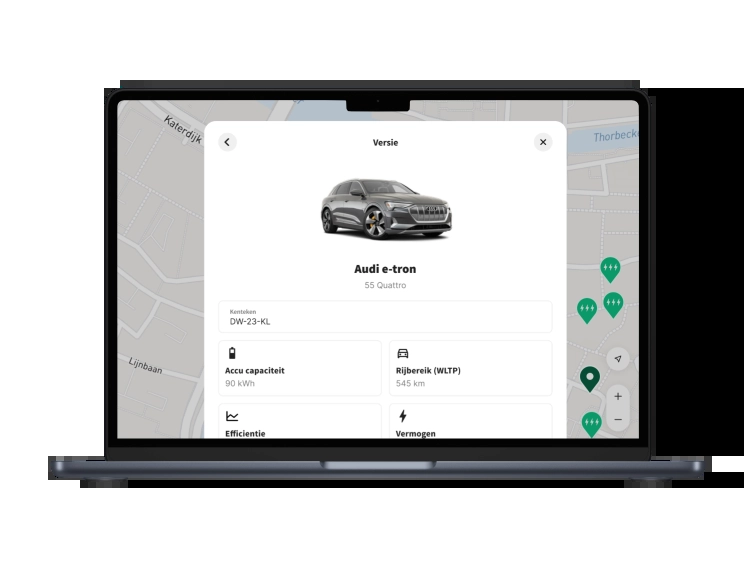 Katerdijk
Versie
Thorbeck
Audi e-tron
55 Quattro
Kenteken
DW-23-KL
Lijnbaan
Accu capaciteit
90 kWh
Rijbereik (WLTP)
545 km
Efficientie
Vermogen